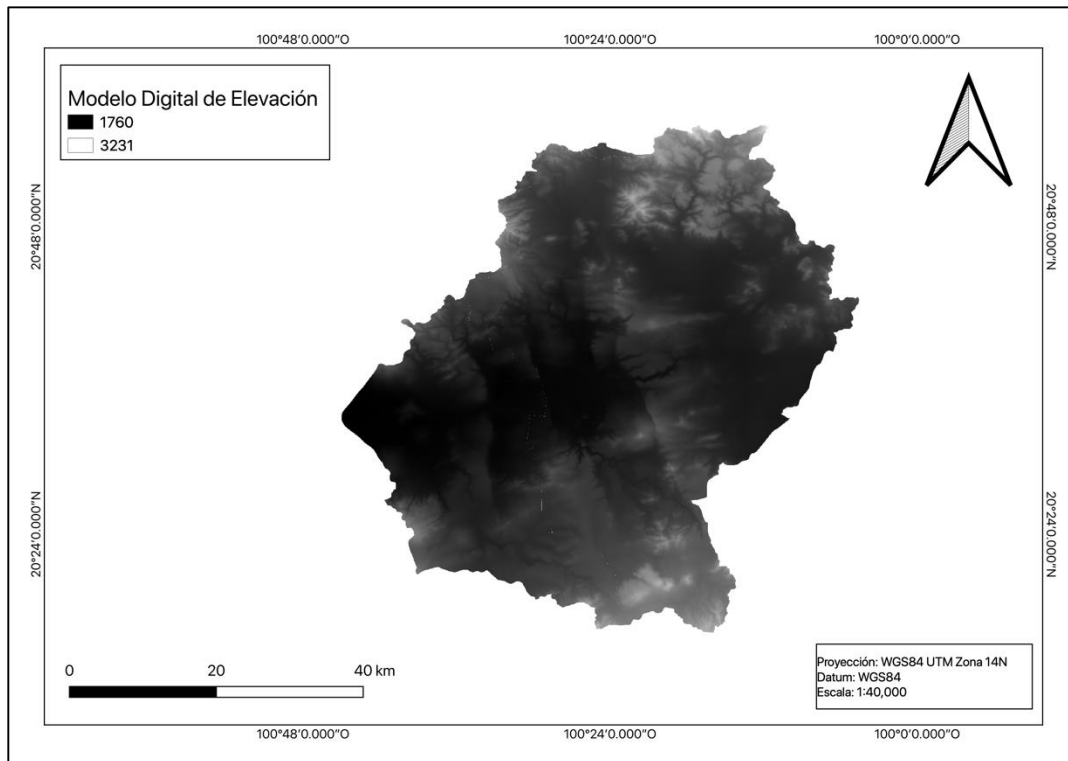 100°48'0.000"O 100°24'0.000"O 100°0'0.000"O
Modelo Digital de Elevación
1760
3231
20°48'0.000"N
20°48'0.000"N
20°24'0.000"N
20°24'0.000"N
0 20 40 km
Proyección: WGS84 UTM Zona 14N
Datum: WGS84
Escala: 1:40,000
100°48'0.000"O 100°24'0.000"O 100°0'0.000"O